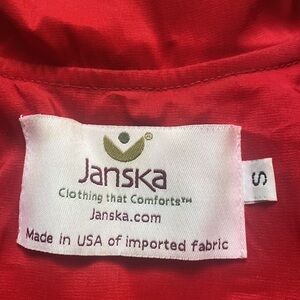 ®
Janska
Clothing that Comforts™
Janska.com
Made in USA of imported fabric
S